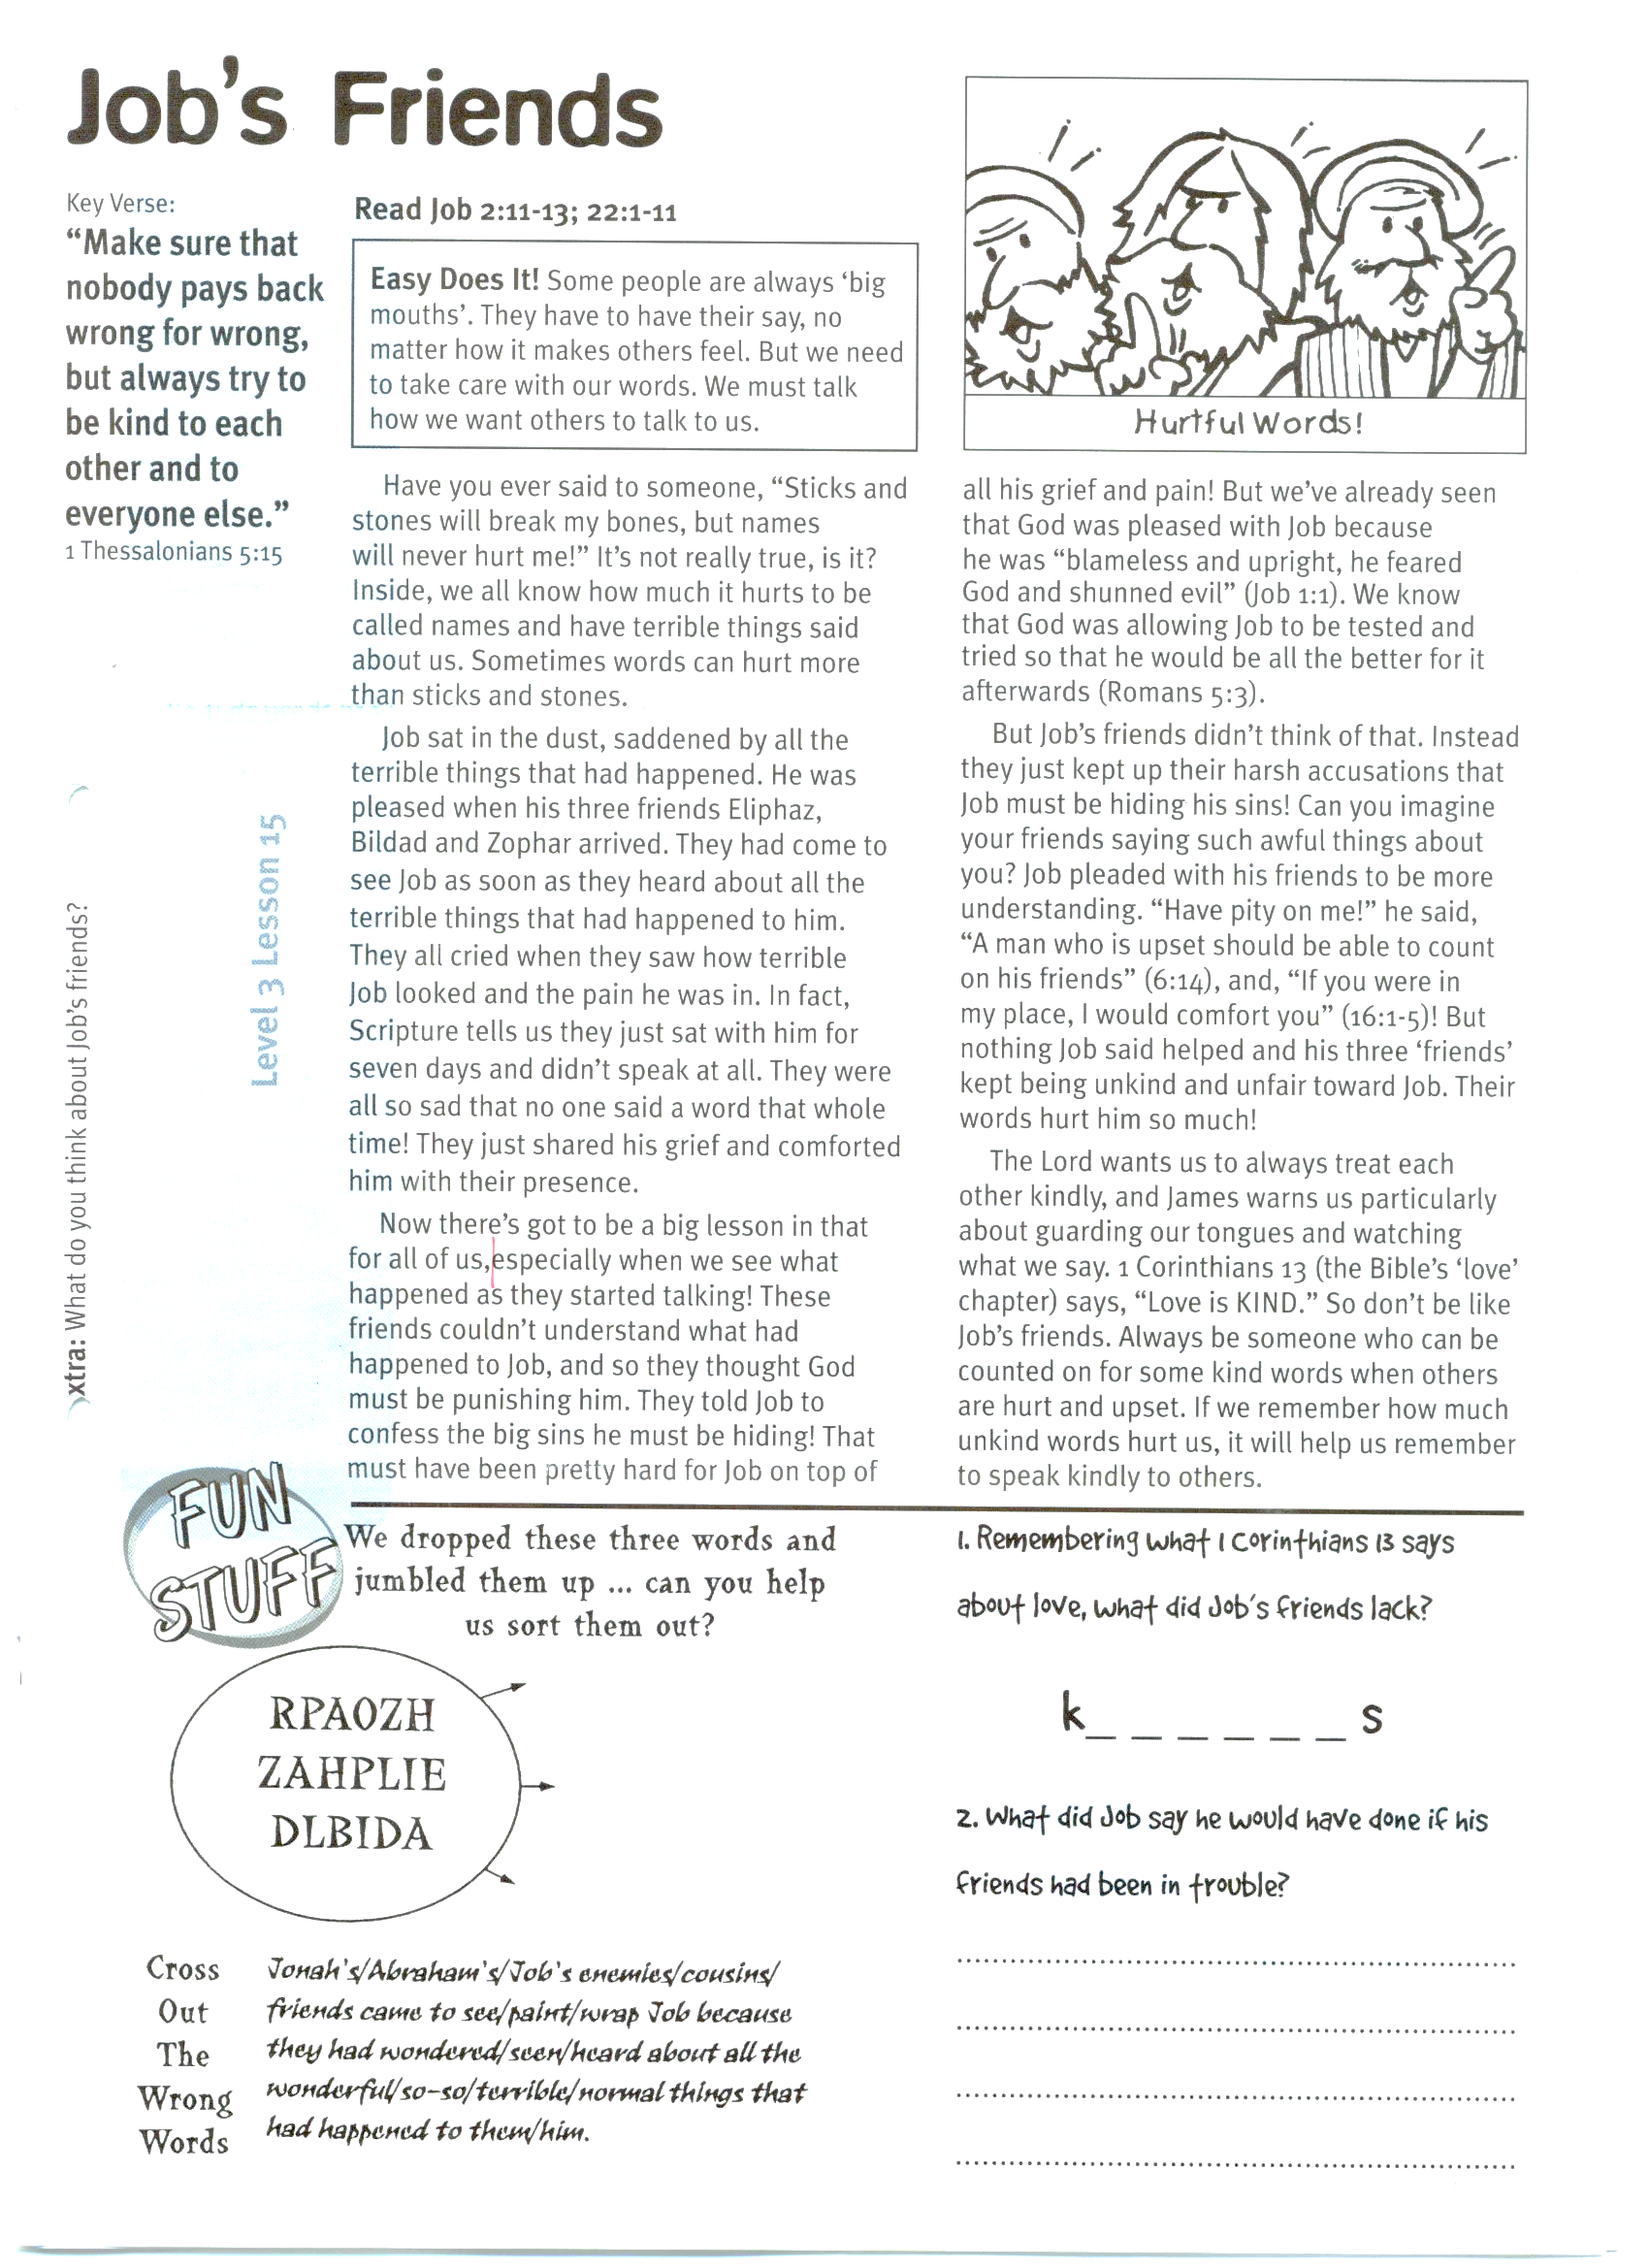 Job's Friends
Key Verse:
“Make sure that
nobody pays back
wrong for wrong,
but always try to
be kind to each
other and to
everyone else.”
1 Thessalonians 5:15
Read Job 2:11-13; 22:1-11
Easy Does It! Some people are always ‘big
mouths’. They have to have their say, no
matter how it makes others feel. But we need
to take care with our words. We must talk
how we want others to talk to us.
Hurtful Words!
Have you ever said to someone, “Sticks and
stones will break my bones, but names
will never hurt me!” It’s not really true, is it?
Inside, we all know how much it hurts to be
called names and have terrible things said
about us. Sometimes words can hurt more
than sticks and stones.
Job sat in the dust, saddened by all the
terrible things that had happened. He was
pleased when his three friends Eliphaz,
Bildad and Zophar arrived. They had come to
see Job as soon as they heard about all the
terrible things that had happened to him.
They all cried when they saw how terrible
Job looked and the pain he was in. In fact,
Scripture tells us they just sat with him for
seven days and didn’t speak at all. They were
all so sad that no one said a word that whole
time! They just shared his grief and comforted
him with their presence.
Now there’s got to be a big lesson in that
for all of us,especially when we see what
happened as they started talking! These
friends couldn’t understand what had
happened to Job, and so they thought God
must be punishing him. They told Job to
confess the big sins he must be hiding! That
must have been pretty hard for Job on top of
all his grief and pain! But we’ve already seen
that God was pleased with Job because
he was “blameless and upright, he feared
God and shunned evil” (Job 1:1). We know
that God was allowing Job to be tested and
tried so that he would be all the better for it
afterwards (Romans 5:3).
But Job’s friends didn’t think of that. Instead
they just kept up their harsh accusations that
Job must be hiding his sins! Can you imagine
your friends saying such awful things about
you? Job pleaded with his friends to be more
understanding. “Have pity on me!” he said,
“A man who is upset should be able to count
on his friends” (6:14), and, “If you were in
my place, I would comfort you” (16:1-5)! But
nothing Job said helped and his three ‘friends’
kept being unkind and unfair toward Job. Their
words hurt him so much!
The Lord wants us to always treat each
other kindly, and James warns us particularly
about guarding our tongues and watching
what we say. 1 Corinthians 13 (the Bible’s ‘love’
chapter) says, “Love is KIND.” So don’t be like
Job’s friends. Always be someone who can be
counted on for some kind words when others
are hurt and upset. If we remember how much
unkind words hurt us, it will help us remember
to speak kindly to others.
Level 3 Lesson 15
xtra: What do you think about Job’s friends?
FUN
STUFF
We dropped these three words and
jumbled them up ... can you help
us sort them out?
RPAOZH
ZAHPLIE
DLBIDA
Cross
Out
The
Wrong
Words
Jonah's/Abraham's/Job's enemies/cousins/
friends came to see/paint/wrap Job because
they had wondered/seen/heard about all the
wonderful/so-so/terrible/normal things that
had happened to them/him.
1. Remembering what 1 Corinthians 13 says
about love, what did Job's friends lack?
k_ _ _ _ _ _ s
2. What did Job say he would have done if his
friends had been in trouble?